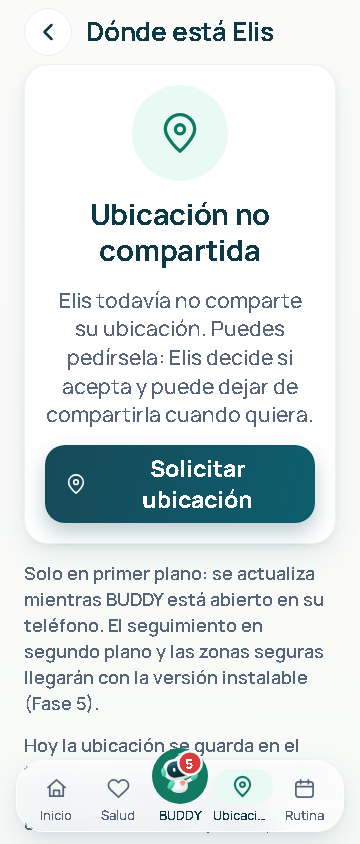 Dónde está Elis
Ubicación no
compartida
Elis todavía no comparte
su ubicación. Puedes
pedírsela: Elis decide si
acepta y puede dejar de
compartirla cuando quiera.
Solicitar
ubicación
Solo en primer plano: se actualiza
mientras BUDDY está abierto en su
teléfono. El seguimiento en
segundo plano y las zonas seguras
llegarán con la versión instalable
(Fase 5).
Hoy la ubicación se guarda en el
5
Inicio
Salud
BUDDY
Ubicaci...
Rutina